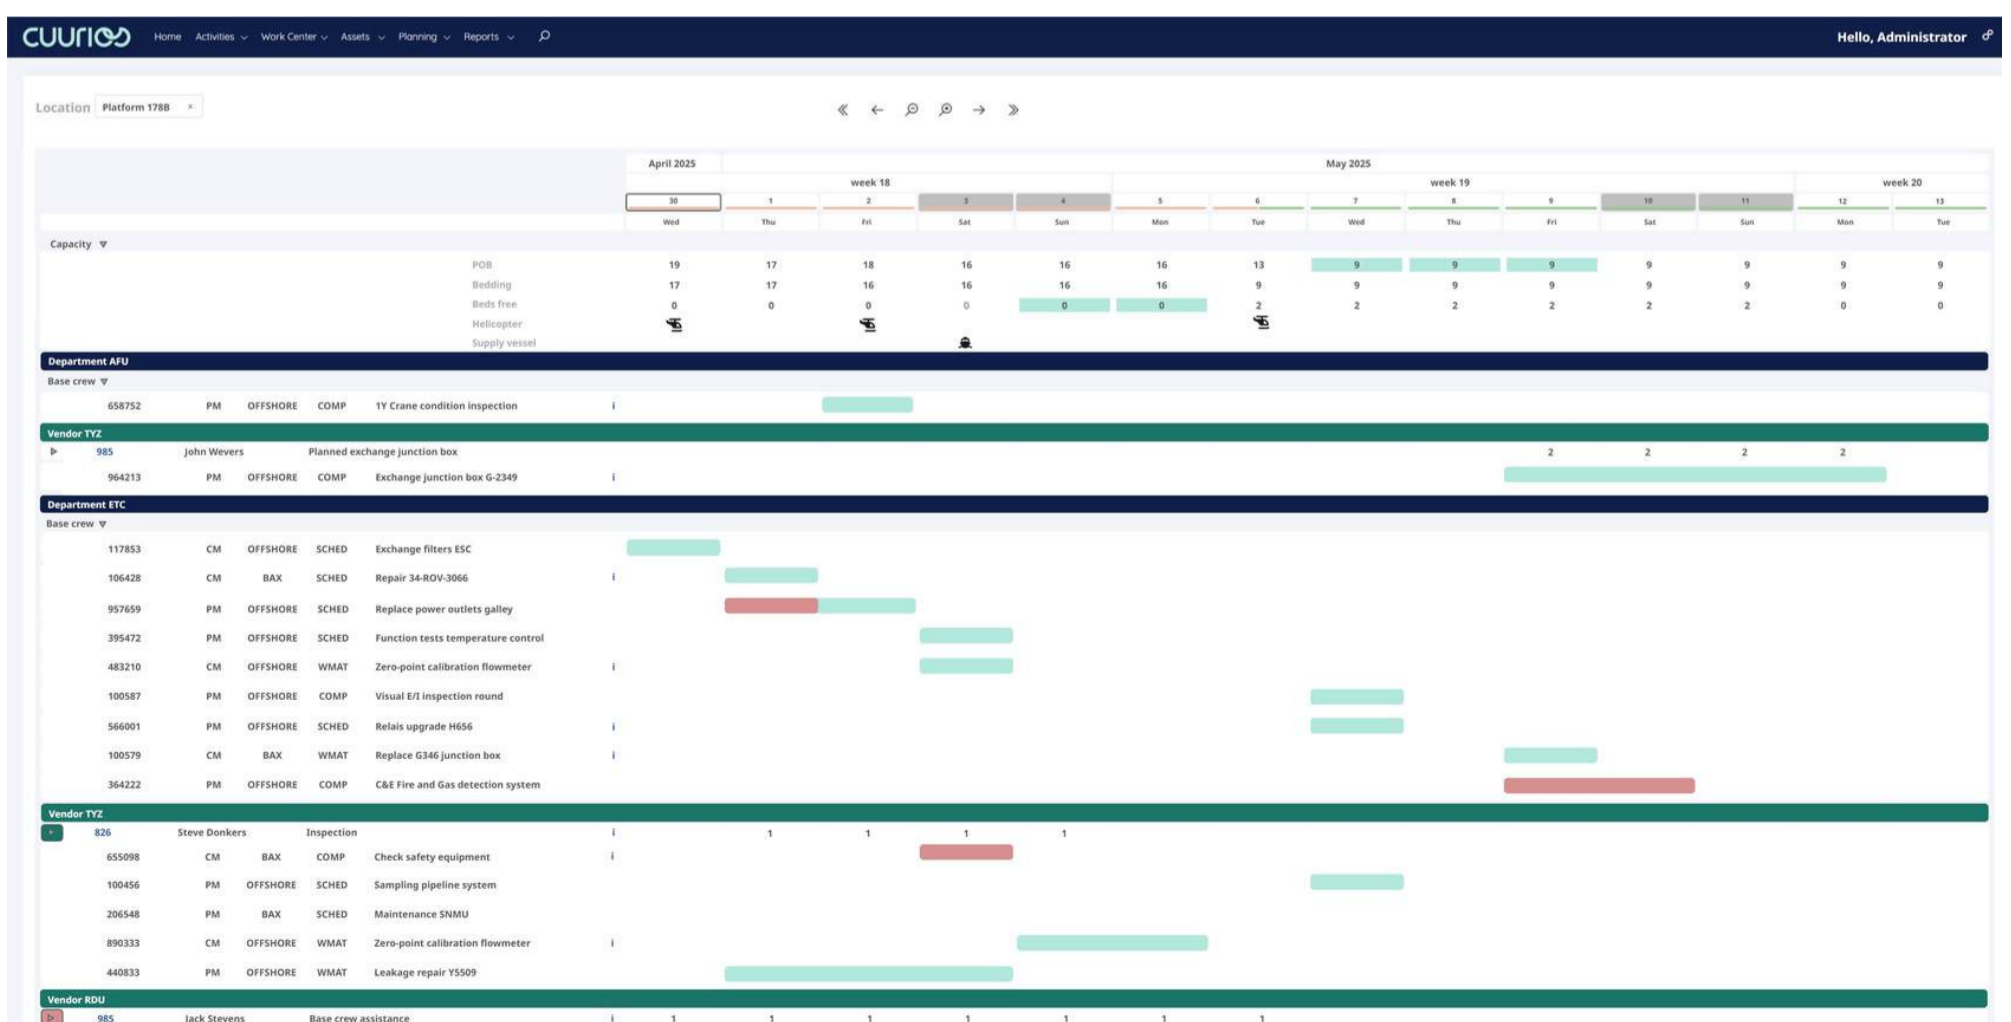 cuurios Home Activities Work Center Assets Planning Reports Hello, Administrator
Location Platform 178B ×
April 2025 May 2025
week 18 week 19 week 20
30 1 2 3 4 5 6 7 8 9 10 11 12 13
Wed Thu Fri Sat Sun Mon Tue Wed Thu Fri Sat Sun Mon Tue
Capacity
POB 19 17 18 16 16 16 13 9 9 9 9 9 9 9
Bedding 17 17 16 16 16 16 9 9 9 9 9 9 9 9
Beds free 0 0 0 0 0 0 2 2 2 2 2 2 0 0
Helicopter
Supply vessel
Department AFU
Base crew
658752 PM OFFSHORE COMP 1Y Crane condition inspection i
Vendor TYZ
985 John Wevers Planned exchange junction box 2 2 2 2
964213 PM OFFSHORE COMP Exchange junction box G-2349 i
Department ETC
Base crew
117853 CM OFFSHORE SCHED Exchange filters ESC
106428 CM BAX SCHED Repair 34-ROV-3066 i
957659 PM OFFSHORE SCHED Replace power outlets galley
395472 PM OFFSHORE SCHED Function tests temperature control
483210 CM OFFSHORE WMAT Zero-point calibration flowmeter i
100587 PM OFFSHORE COMP Visual E/I inspection round
566001 PM OFFSHORE SCHED Relais upgrade H656 i
100579 CM BAX WMAT Replace G346 junction box i
364222 PM OFFSHORE COMP C&E Fire and Gas detection system
Vendor TYZ
826 Steve Donkers Inspection i 1 1 1 1
655098 CM BAX COMP Check safety equipment i
100456 PM OFFSHORE SCHED Sampling pipeline system
206548 PM BAX SCHED Maintenance SNMU
890333 CM OFFSHORE WMAT Zero-point calibration flowmeter i
440833 PM OFFSHORE WMAT Leakage repair Y5509
Vendor RDU
985 Jack Stevens Base crew assistance i 1 1 1 1 1 1 1